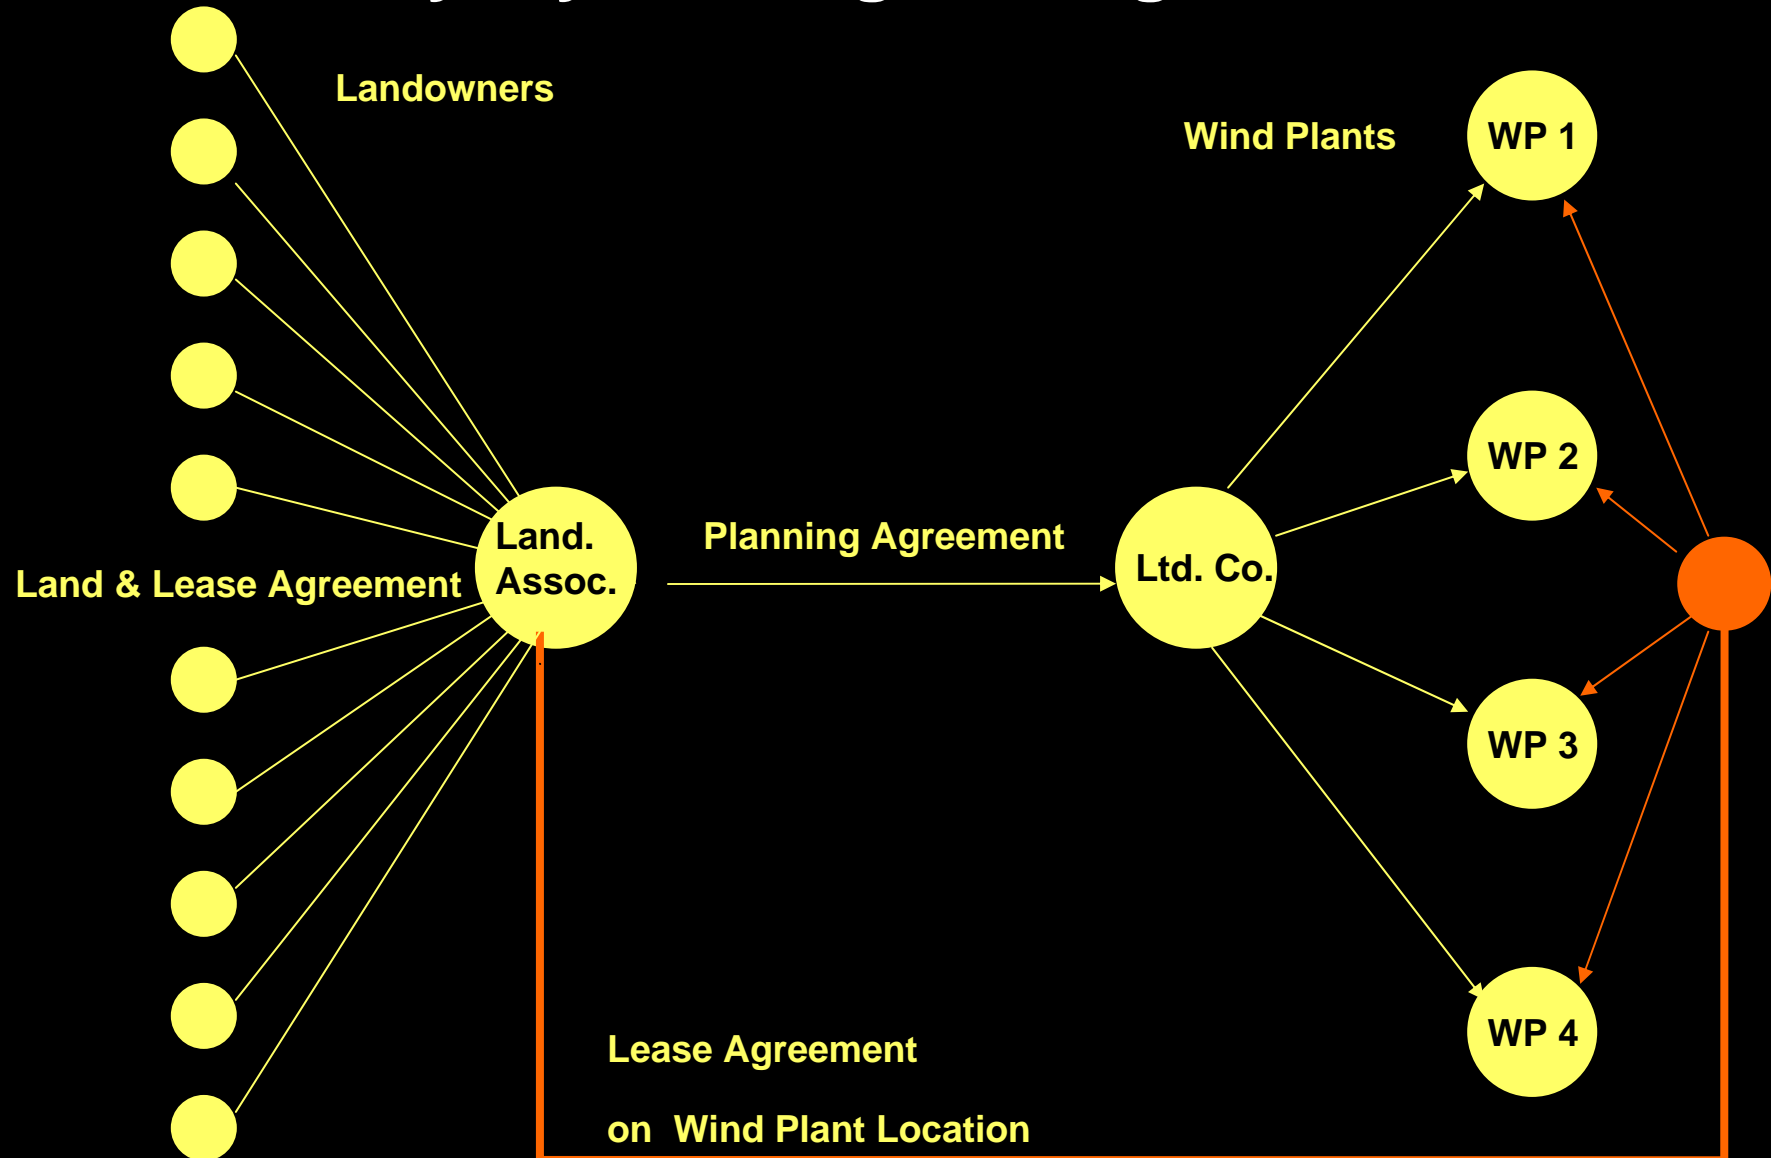 Landowners
Wind Plants
WP 1
WP 2
Land.
Assoc.
Planning Agreement
Ltd. Co.
Land & Lease Agreement
WP 3
WP 4
Lease Agreement
on Wind Plant Location